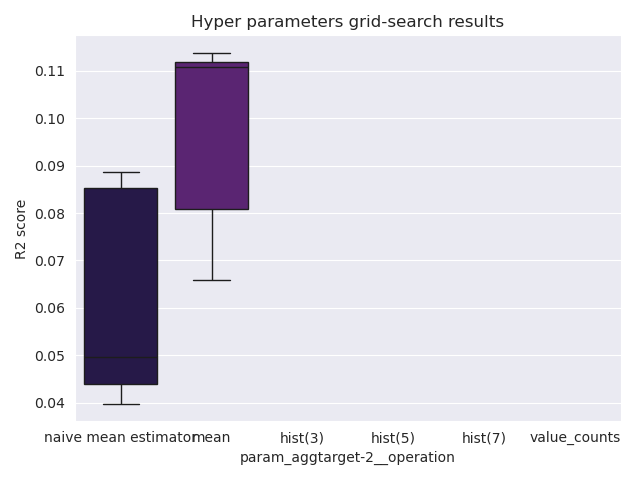 Hyper parameters grid-search results
R2 score
0.11
0.10
0.09
0.08
0.07
0.06
0.05
0.04
naive mean estimator mean hist(3) hist(5) hist(7) value_counts
param_aggtarget-2__operation